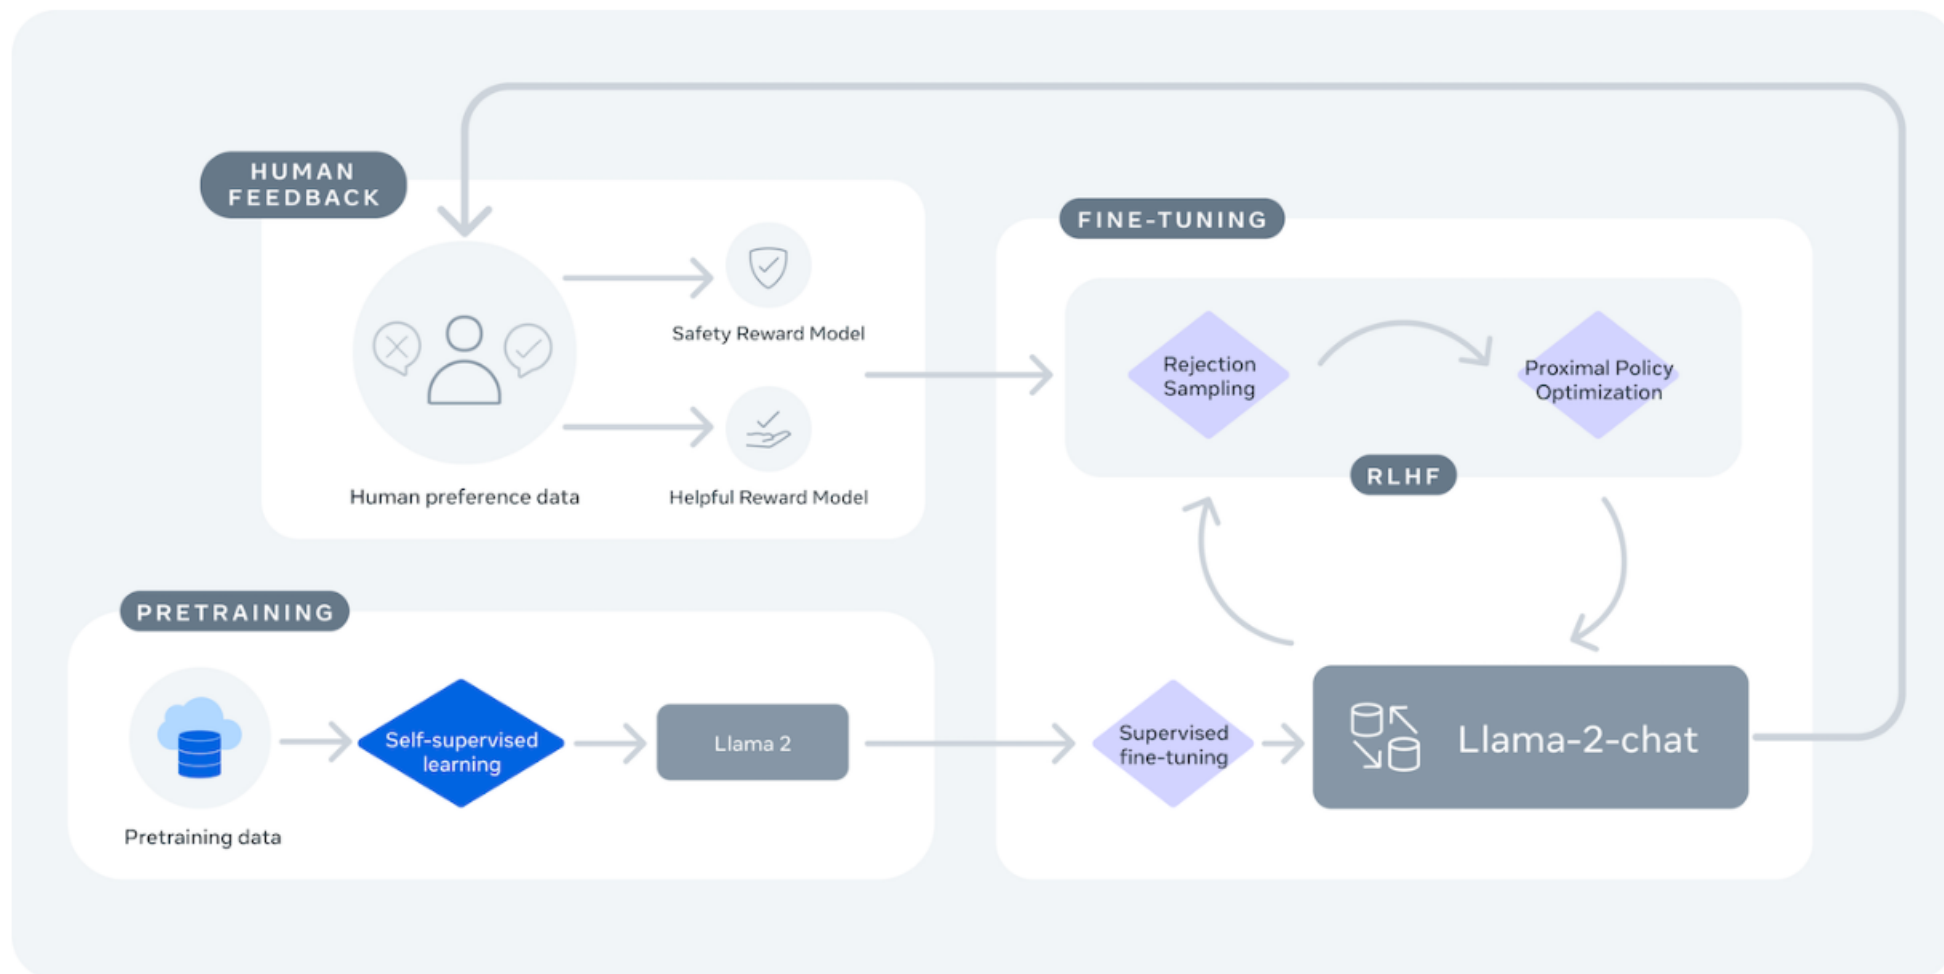 HUMAN
FEEDBACK
Safety Reward Model
Human preference data
Helpful Reward Model
FINE-TUNING
Rejection
Sampling
Proximal Policy
Optimization
RLHF
PRETRAINING
Pretraining data
Self-supervised
learning
Llama 2
Supervised
fine-tuning
Llama-2-chat